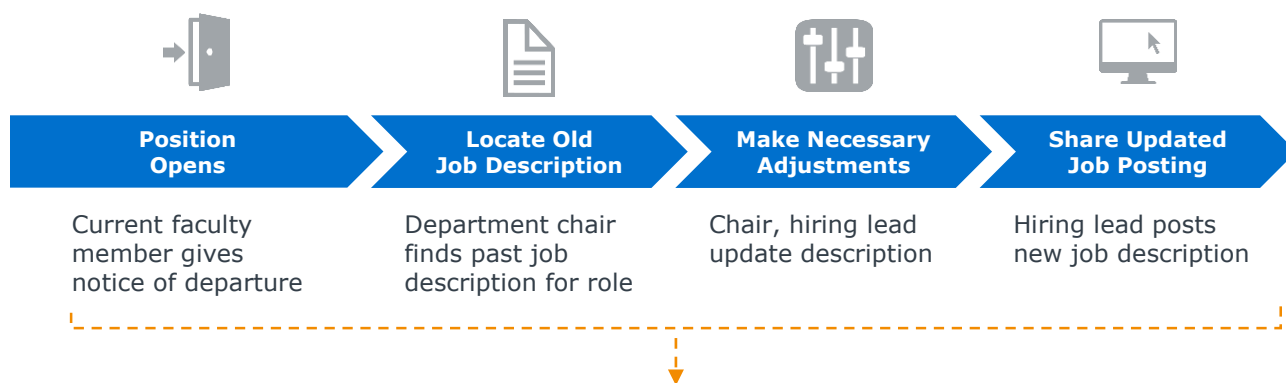 Position
Opens
Locate Old
Job Description
Make Necessary
Adjustments
Share Updated
Job Posting
Current faculty
member gives
notice of departure
Department chair
finds past job
description for role
Chair, hiring lead
update description
Hiring lead posts
new job description